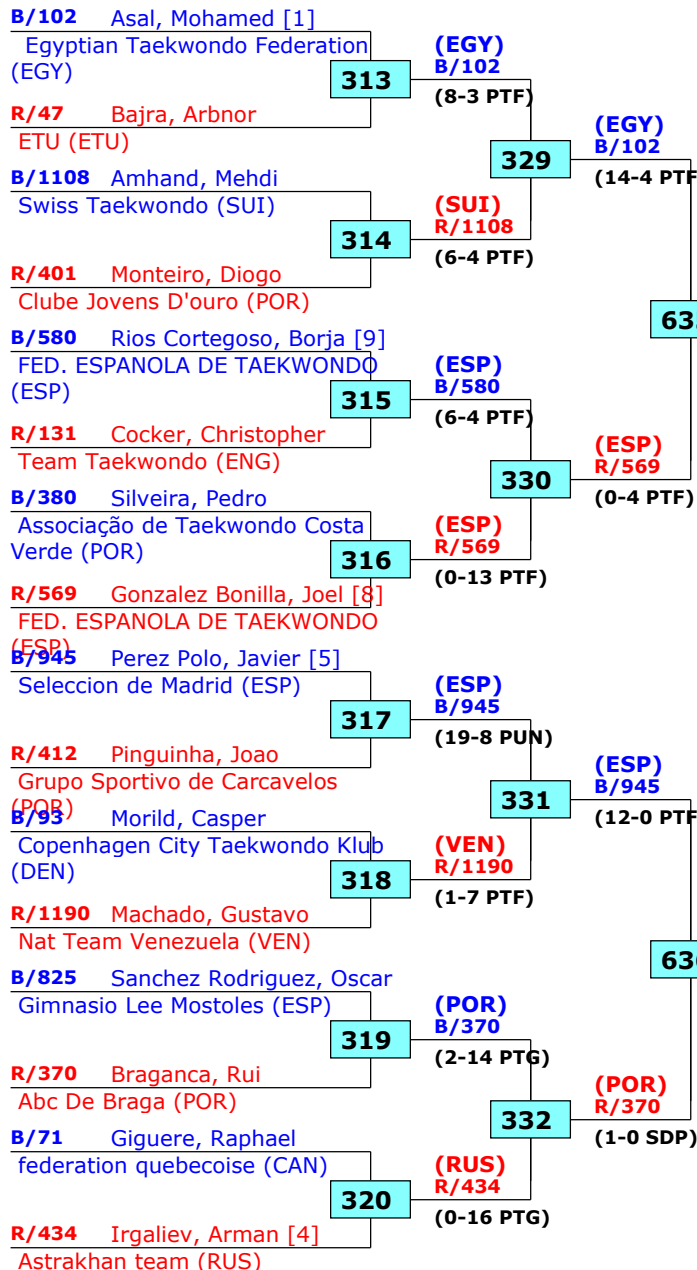 B/102 Asal, Mohamed [1]
Egyptian Taekwondo Federation
(EGY)
313
R/47 Bajra, Arbnor
ETU (ETU)
(EGY)
B/102
(8-3 PTF)
B/1108 Amhand, Mehdi
Swiss Taekwondo (SUI)
314
R/401 Monteiro, Diogo
Clube Jovens D'ouro (POR)
(SUI)
R/1108
(6-4 PTF)
329
(EGY)
B/102
(14-4 PTF
B/580 Rios Cortegoso, Borja [9]
FED. ESPANOLA DE TAEKWONDO
(ESP)
315
R/131 Cocker, Christopher
Team Taekwondo (ENG)
(ESP)
B/580
(6-4 PTF)
B/380 Silveira, Pedro
Associação de Taekwondo Costa
Verde (POR)
316
R/569 Gonzalez Bonilla, Joel [8]
FED. ESPANOLA DE TAEKWONDO
(ESP)
(ESP)
R/569
(0-13 PTF)
330
(ESP)
R/569
(0-4 PTF)
B/945 Perez Polo, Javier [5]
Seleccion de Madrid (ESP)
317
R/412 Pinguinha, Joao
Grupo Sportivo de Carcavelos
(POR)
(ESP)
B/945
(19-8 PUN)
B/93 Morild, Casper
Copenhagen City Taekwondo Klub
(DEN)
318
R/1190 Machado, Gustavo
Nat Team Venezuela (VEN)
(VEN)
R/1190
(1-7 PTF)
331
(ESP)
B/945
(12-0 PTF
B/825 Sanchez Rodriguez, Oscar
Gimnasio Lee Mostoles (ESP)
319
R/370 Braganca, Rui
Abc De Braga (POR)
(POR)
B/370
(2-14 PTG)
B/71 Giguere, Raphael
federation quebecoise (CAN)
320
R/434 Irgaliev, Arman [4]
Astrakhan team (RUS)
(RUS)
R/434
(0-16 PTG)
332
(POR)
R/370
(1-0 SDP)